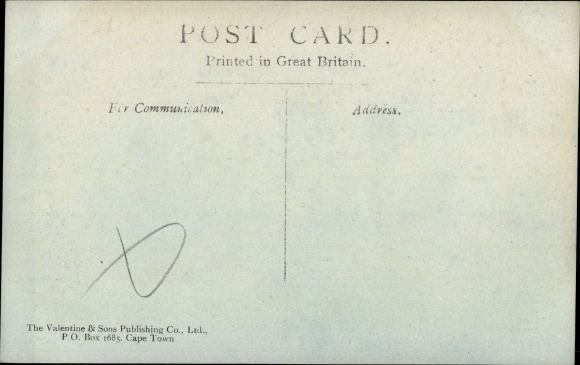 POST CARD.
Printed in Great Britain.
For Communication.
Address.
The Valentine & Sons Publishing Co., Ltd.,
P O. Box 1685. Cape Town